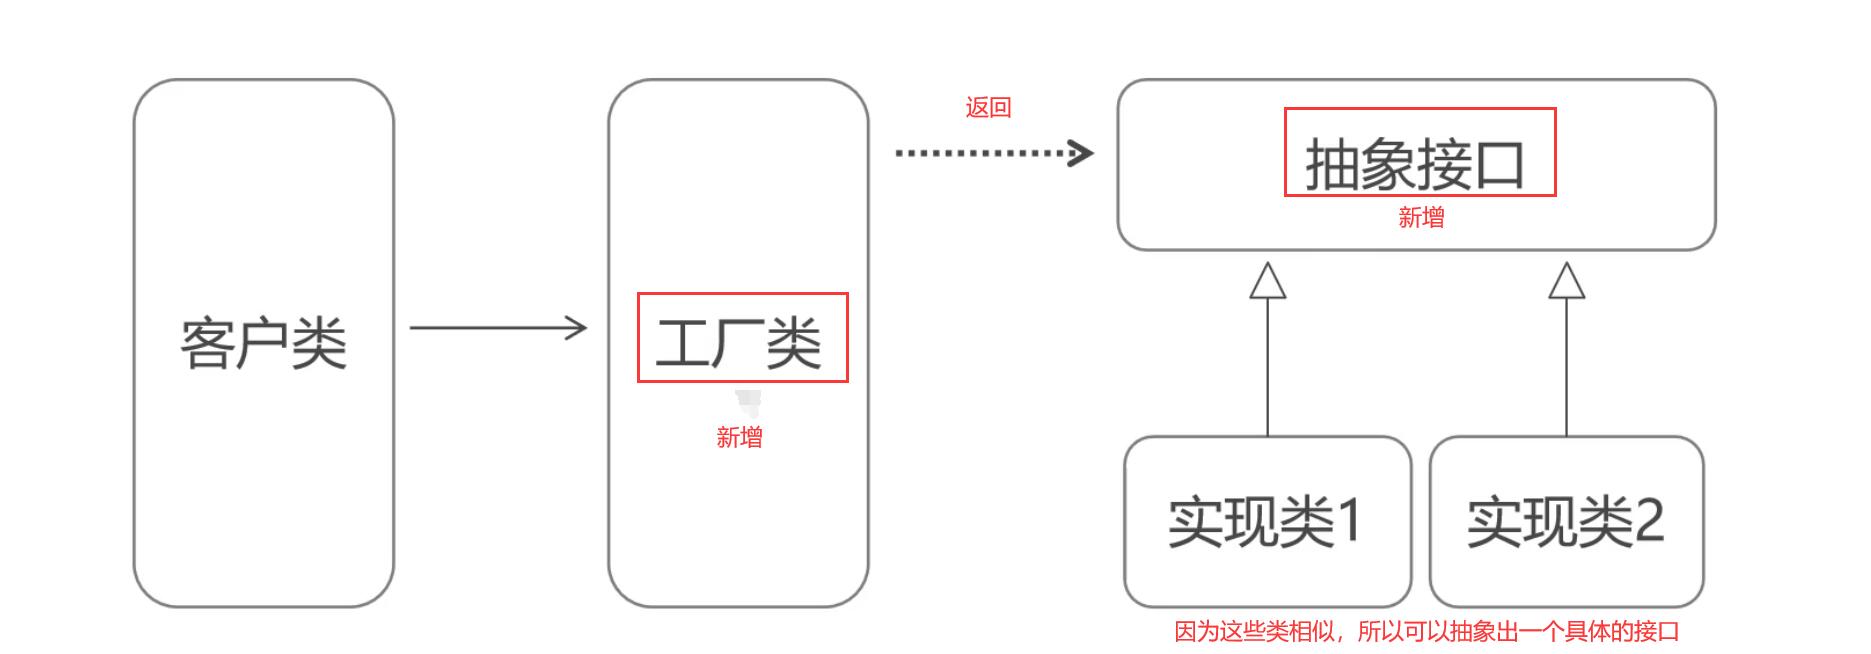 返回
抽象接口
新增
客户类
工厂类
新增
实现类1
实现类2
因为这些类相似，所以可以抽象出一个具体的接口